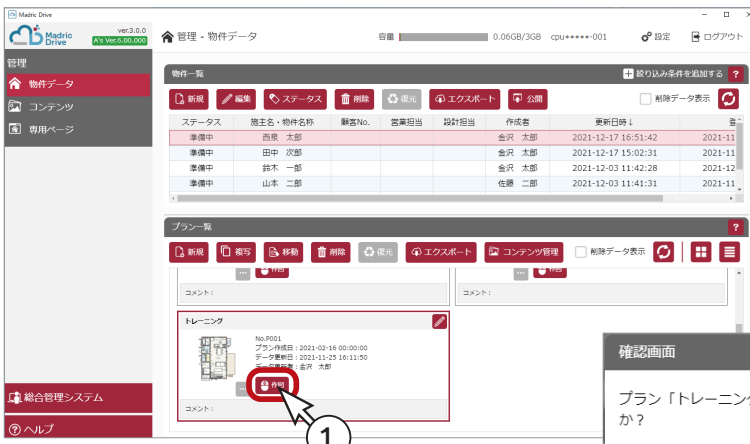 Madric Drive
Madric
Drive
ver.3.0.0
A's Ver.6.00.000
管理 - 物件データ
容量
0.06GB/3GB
cpu*****-001
設定
ログアウト
管理
物件データ
コンテンツ
専用ページ
総合管理システム
ヘルプ
物件一覧
絞り込み条件を追加する
?
新規
編集
ステータス
削除
復元
エクスポート
公開
削除データ表示
ステータス 施主名・物件名称 顧客No. 営業担当 設計担当 作成者 更新日時↓ 登
準備中 西泉 太郎 金沢 太郎 2021-12-17 16:51:42 2021-11
準備中 田中 次郎 金沢 太郎 2021-12-17 15:02:31 2021-11
準備中 鈴木 一郎 金沢 太郎 2021-12-03 11:42:28 2021-12
準備中 山本 二郎 佐藤 二郎 2021-12-03 11:41:31 2021-11
プラン一覧
?
新規
複写
移動
削除
復元
エクスポート
コンテンツ管理
削除データ表示
...
...
コメント:
コメント:
トレーニング
No.P001
プラン作成日:2021-02-16 00:00:00
データ更新日:2021-11-25 16:11:50
データ更新者:金沢 太郎
...
作図
コメント:
1
確認画面
プラン「トレーニング
か?